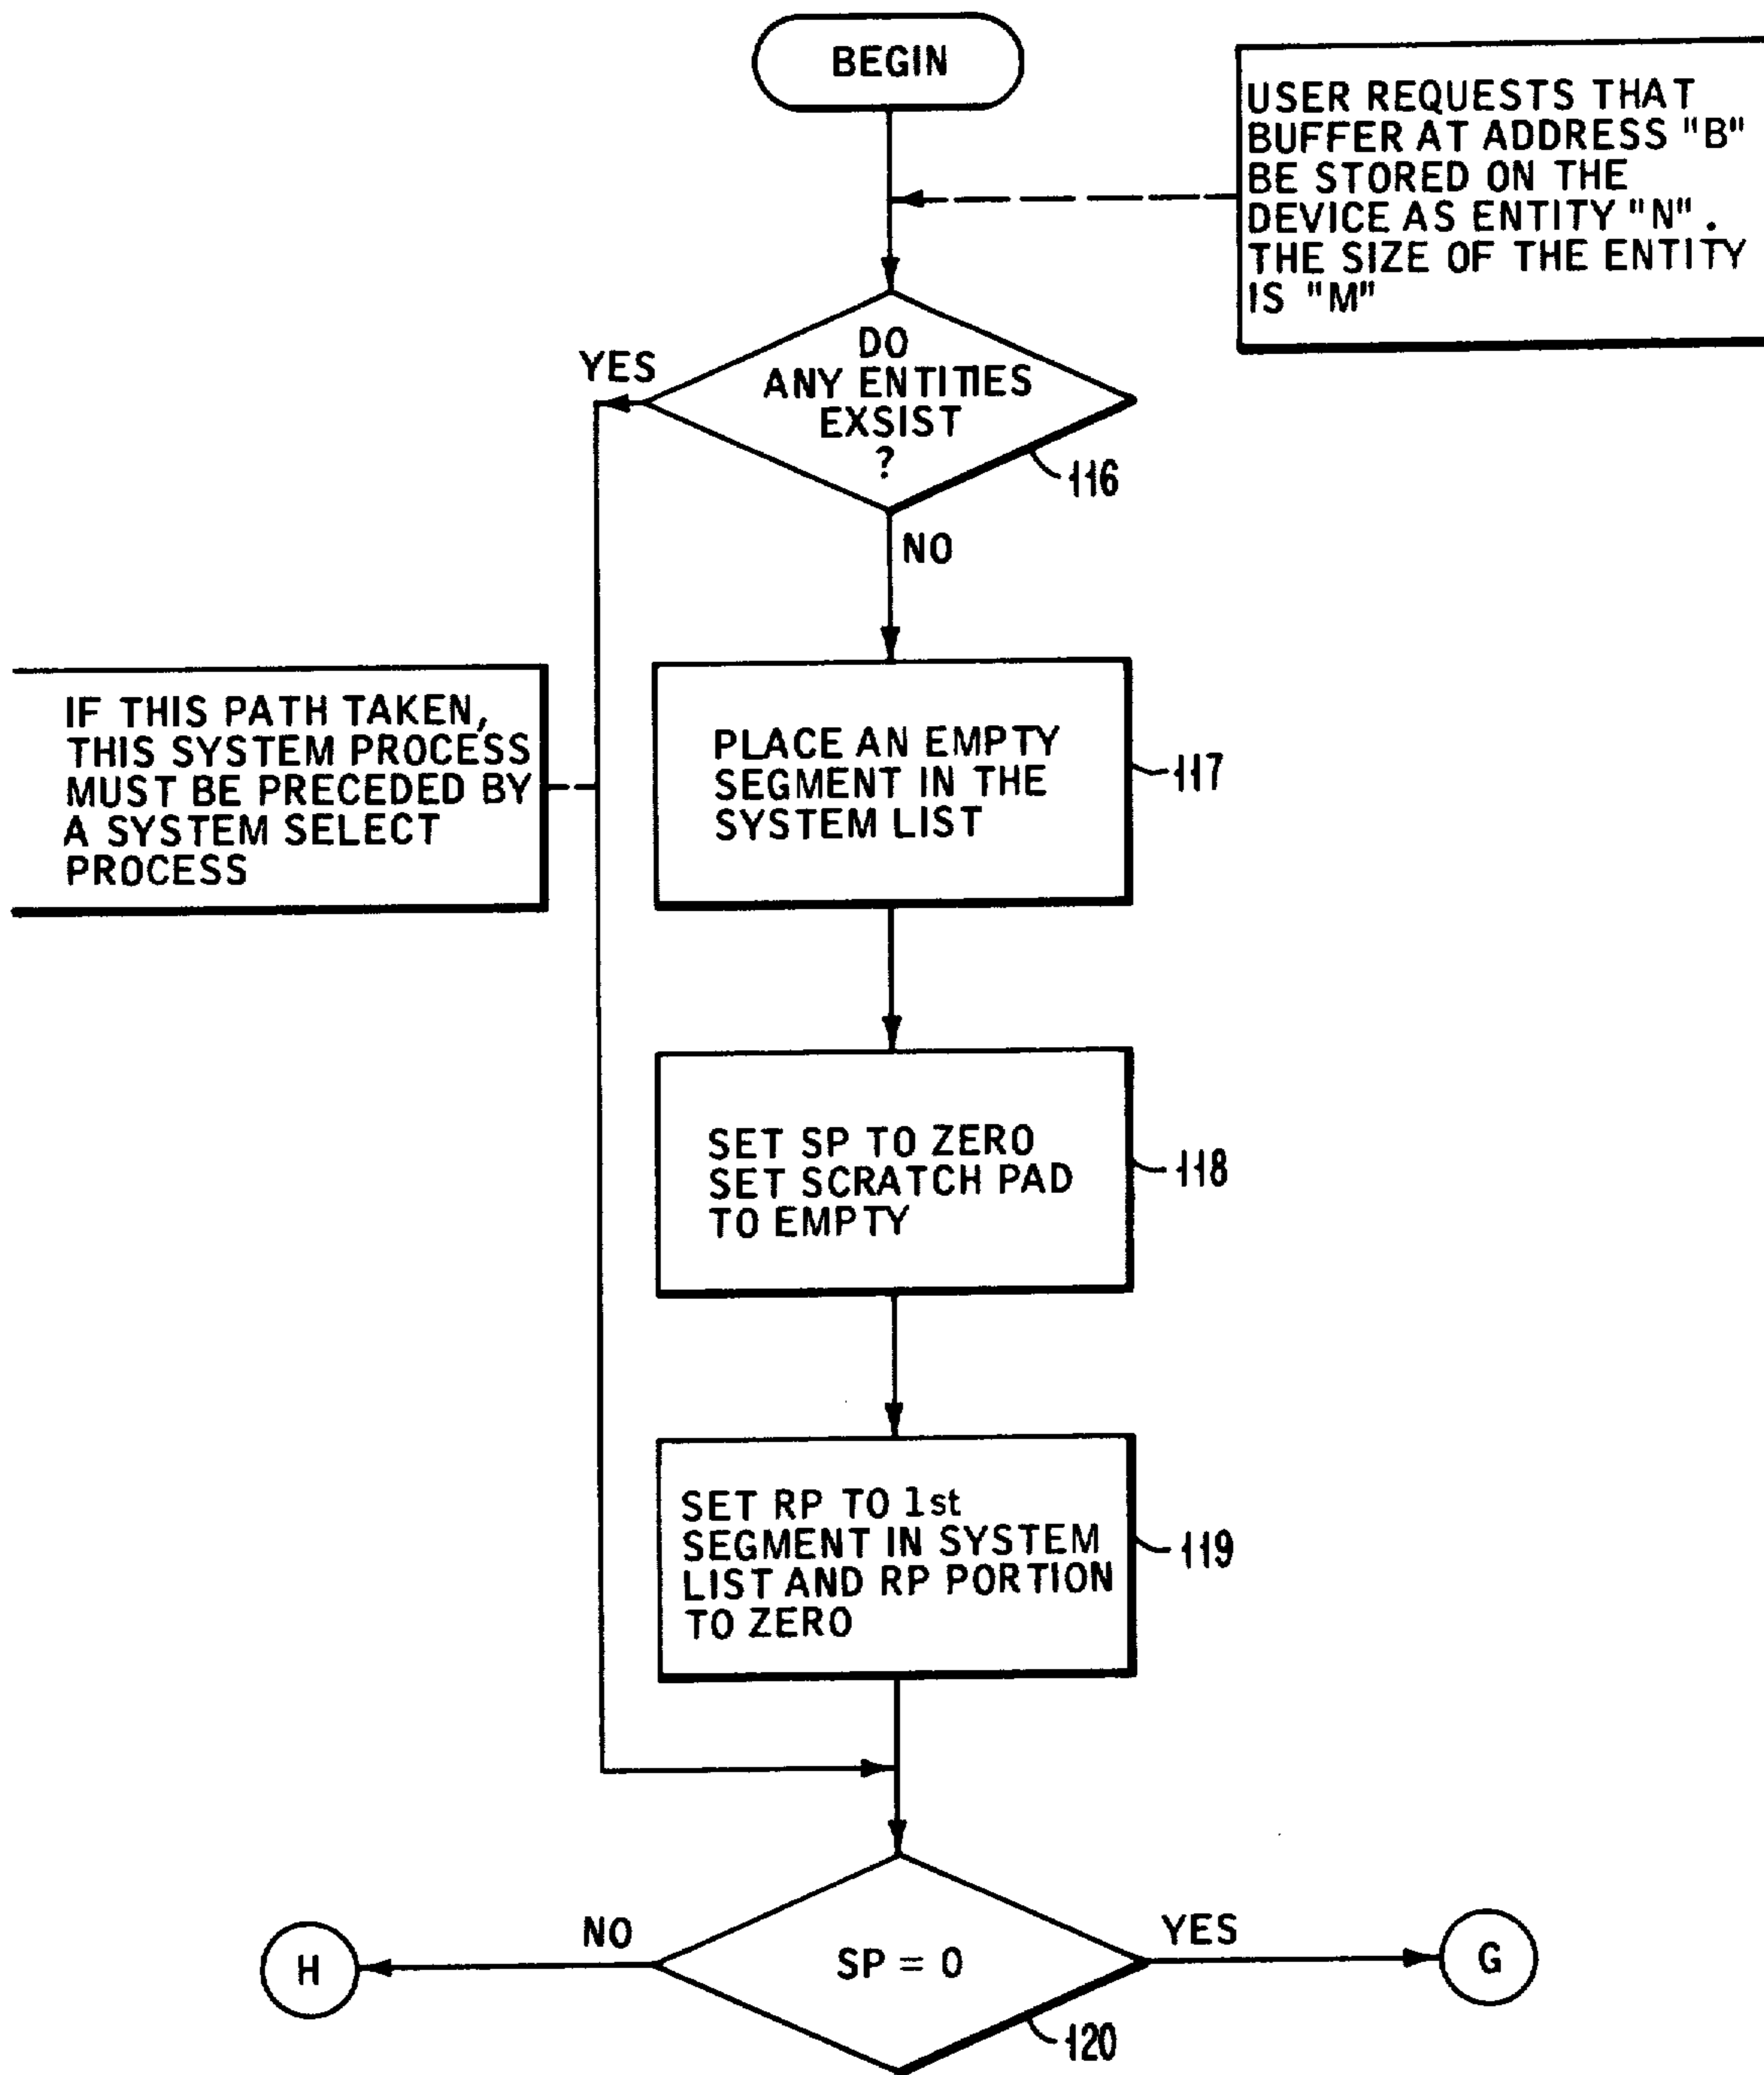 BEGIN
USER REQUESTS THAT
BUFFER AT ADDRESS "B"
BE STORED ON THE
DEVICE AS ENTITY "N".
THE SIZE OF THE ENTITY
IS "M"
DO
ANY ENTITIES
EXSIST
?
YES
116
NO
IF THIS PATH TAKEN,
THIS SYSTEM PROCESS
MUST BE PRECEDED BY
A SYSTEM SELECT
PROCESS
PLACE AN EMPTY
SEGMENT IN THE
SYSTEM LIST
117
SET SP TO ZERO
SET SCRATCH PAD
TO EMPTY
118
SET RP TO 1st
SEGMENT IN SYSTEM
LIST AND RP PORTION
TO ZERO
119
H
NO
SP = 0
YES
G
120